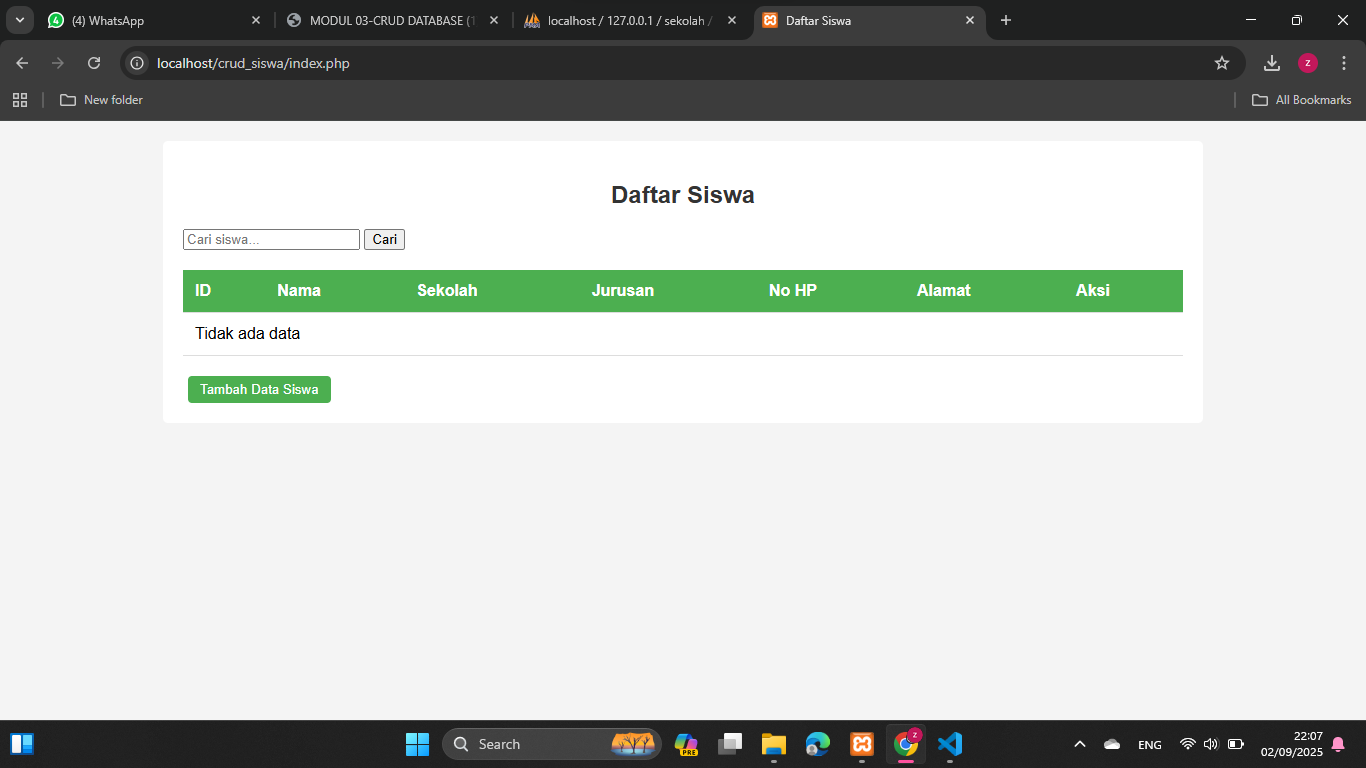 (4) WhatsApp
MODUL 03-CRUD DATABASE (1
localhost / 127.0.0.1 / sekolah /
Daftar Siswa
localhost/crud_siswa/index.php
z
New folder
All Bookmarks
Daftar Siswa
Cari siswa...
Cari
ID Nama Sekolah Jurusan No HP Alamat Aksi
Tidak ada data
Tambah Data Siswa
Search
PRE
z
ENG
22:07
02/09/2025